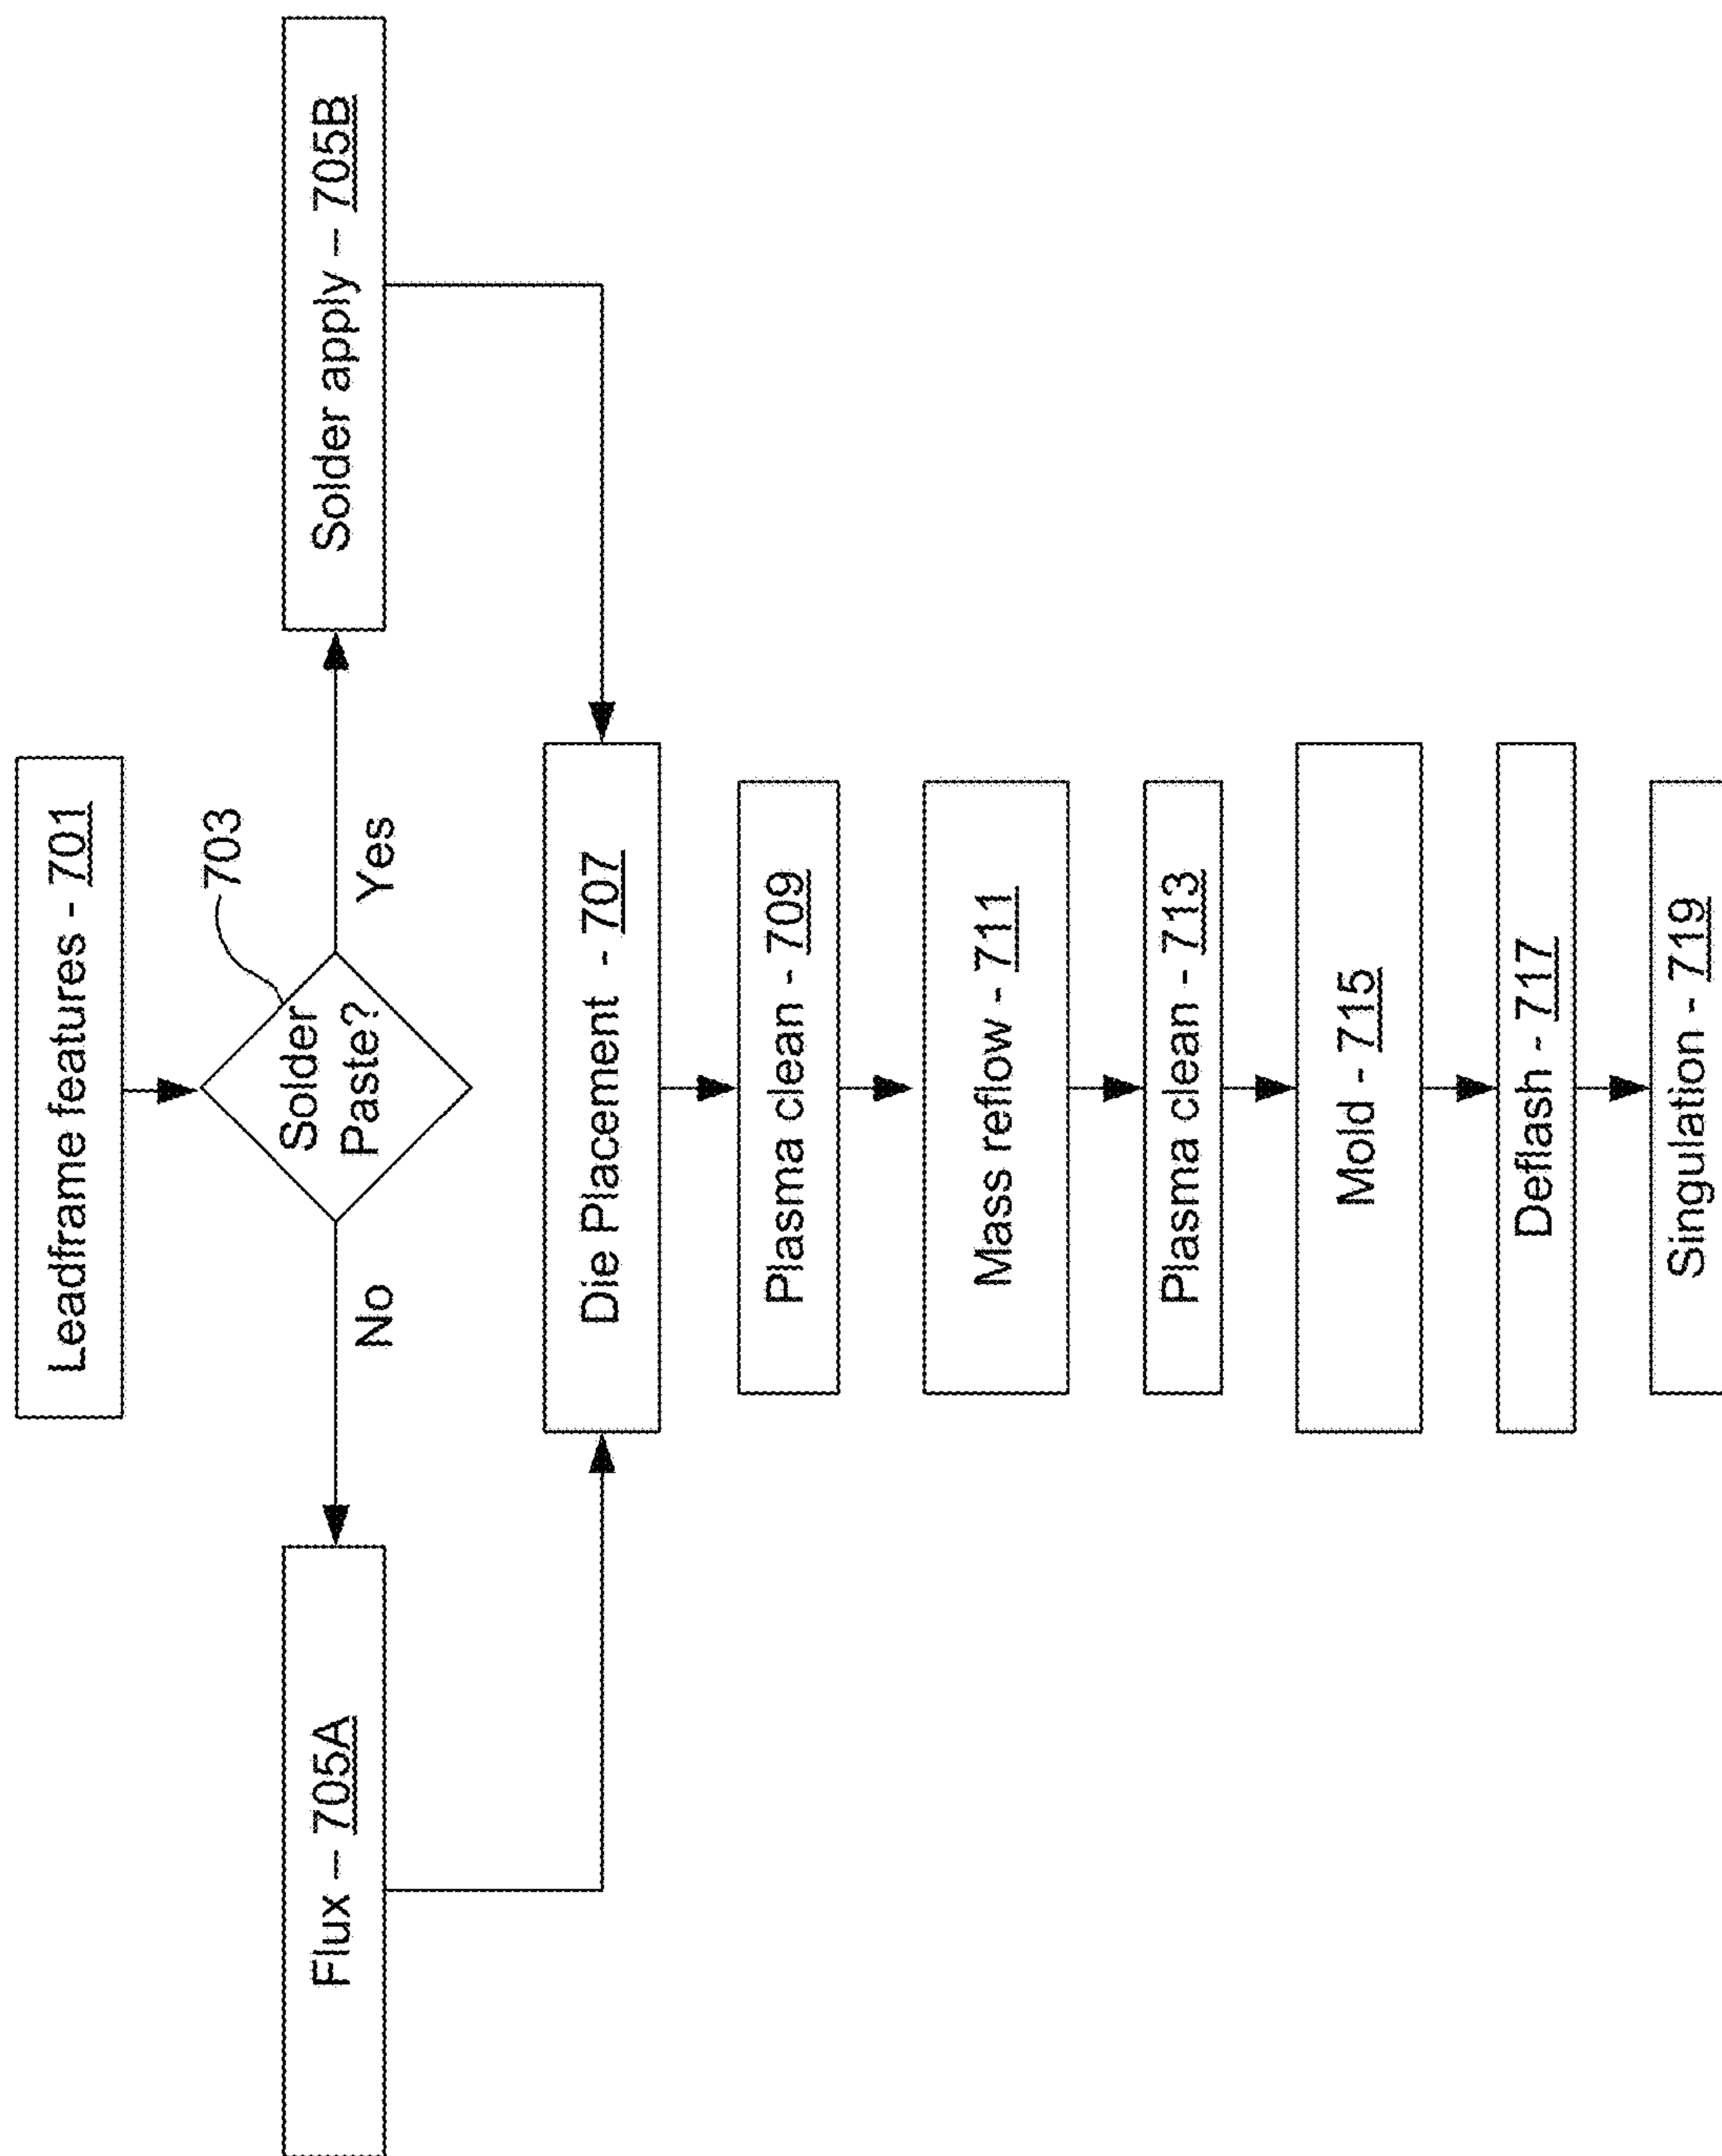 Leadframe features - 701
703
Solder
Paste?
No
Yes
Flux – 705A
Solder apply – 705B
Die Placement - 707
Plasma clean - 709
Mass reflow - 711
Plasma clean - 713
Mold - 715
Deflash - 717
Singulation - 719